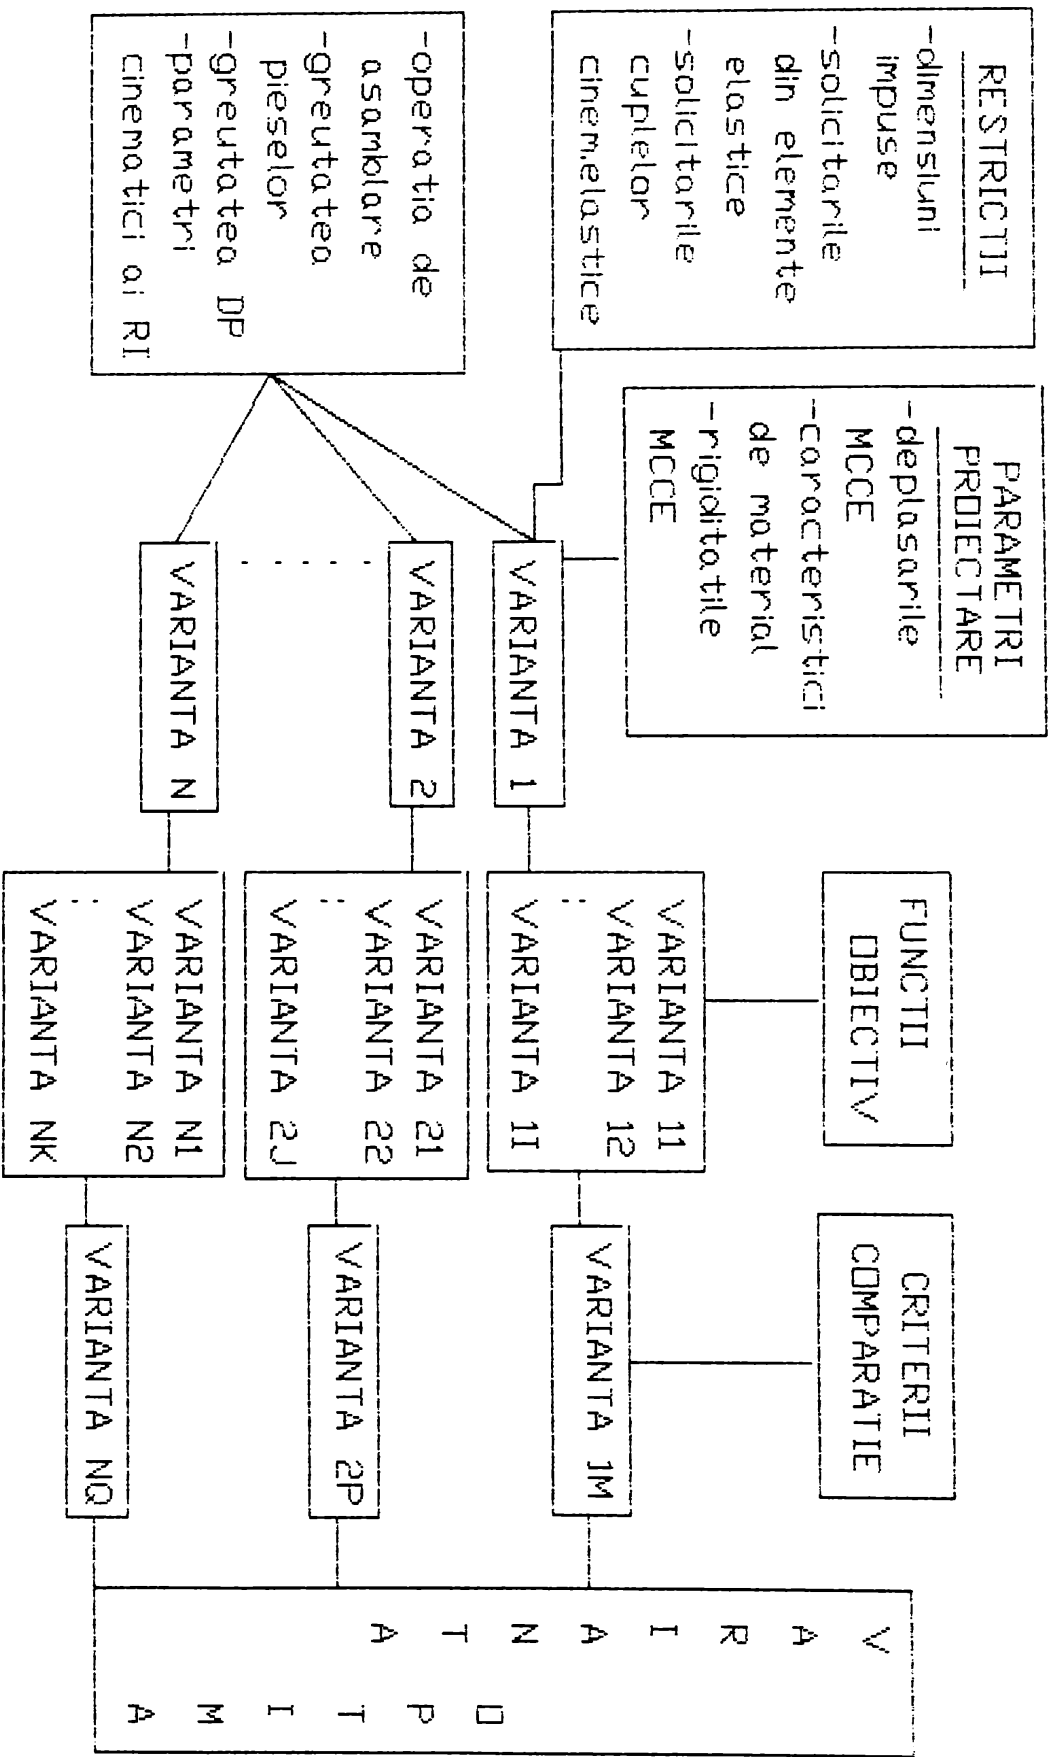 RESTRICTII
-dimensiuni
impuse
-solicitarile
din elemente
elastice
-solicitarile
cuplelor
cinem.elastice
PARAMETRI
PROIECTARE
-deplasarile
MCCE
-caracteristici
de material
-rigiditatile
MCCE
FUNCTII
OBIECTIV
CRITERII
COMPARATIE
-operatia de
asamblare
-greutatea
pieselor
-greutatea DP
-parametri
cinematici ai RI
VARIANTA 1
VARIANTA 2
. . . . .
VARIANTA N
VARIANTA 11
VARIANTA 12
:
VARIANTA 1I
VARIANTA 21
VARIANTA 22
:
VARIANTA 2J
VARIANTA N1
VARIANTA N2
:
VARIANTA NK
VARIANTA 1M
VARIANTA 2P
VARIANTA NQ
VARIANTA
OPTIMA